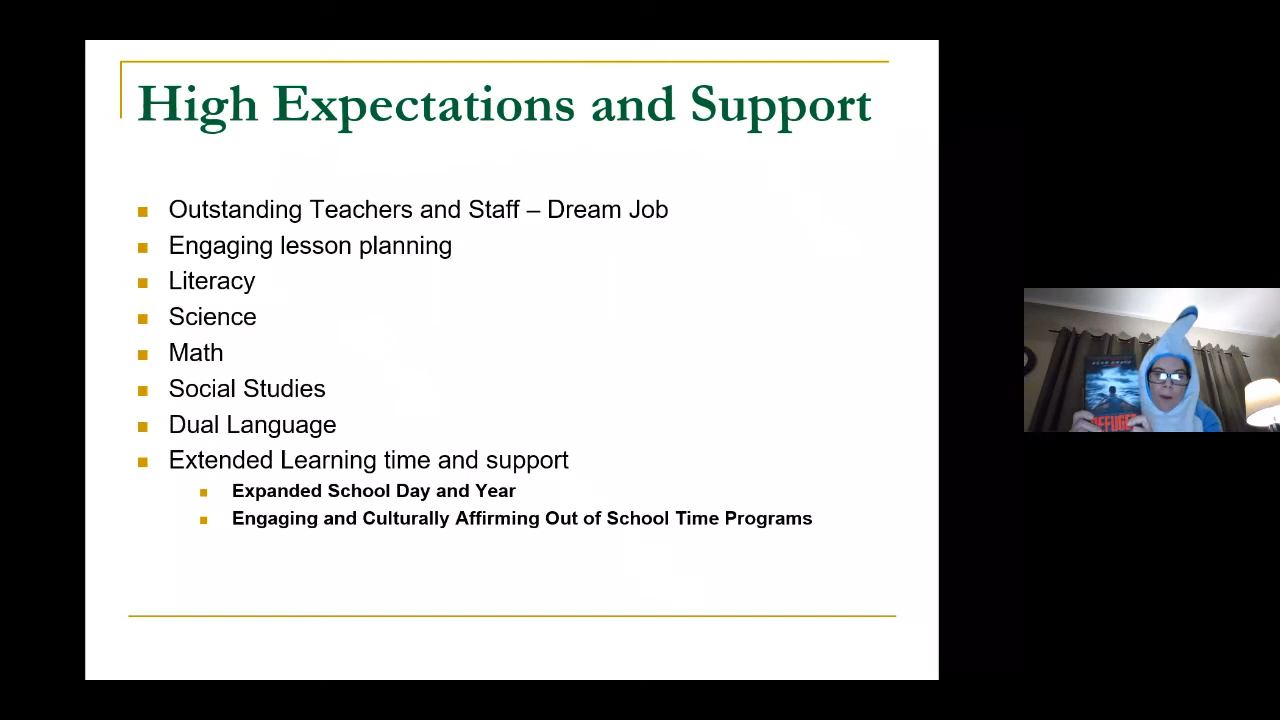 High Expectations and Support
Outstanding Teachers and Staff – Dream Job
Engaging lesson planning
Literacy
Science
Math
Social Studies
Dual Language
Extended Learning time and support
Expanded School Day and Year
Engaging and Culturally Affirming Out of School Time Programs